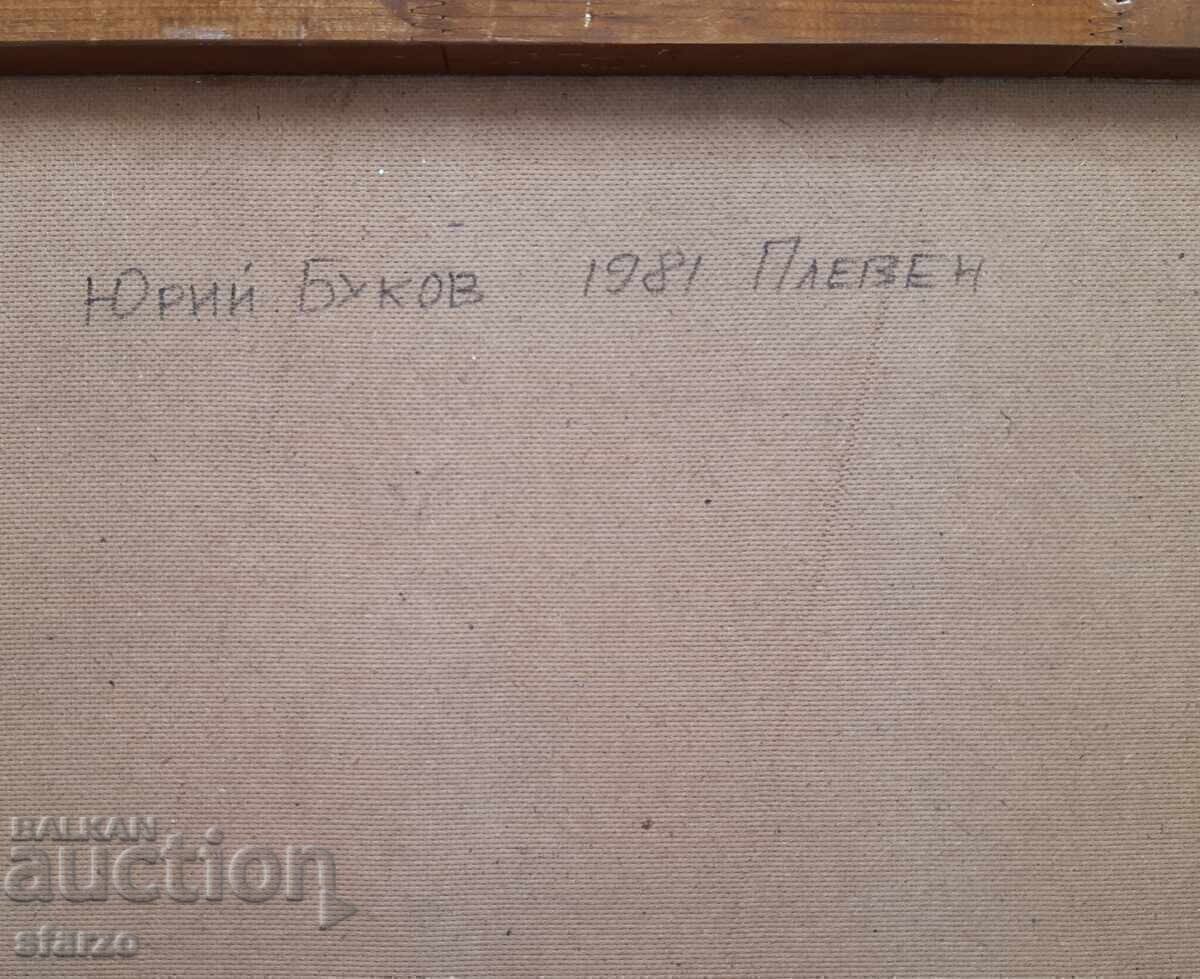 Юрий Буков 1981 Плевен
BALKAN
auction
sfarzo